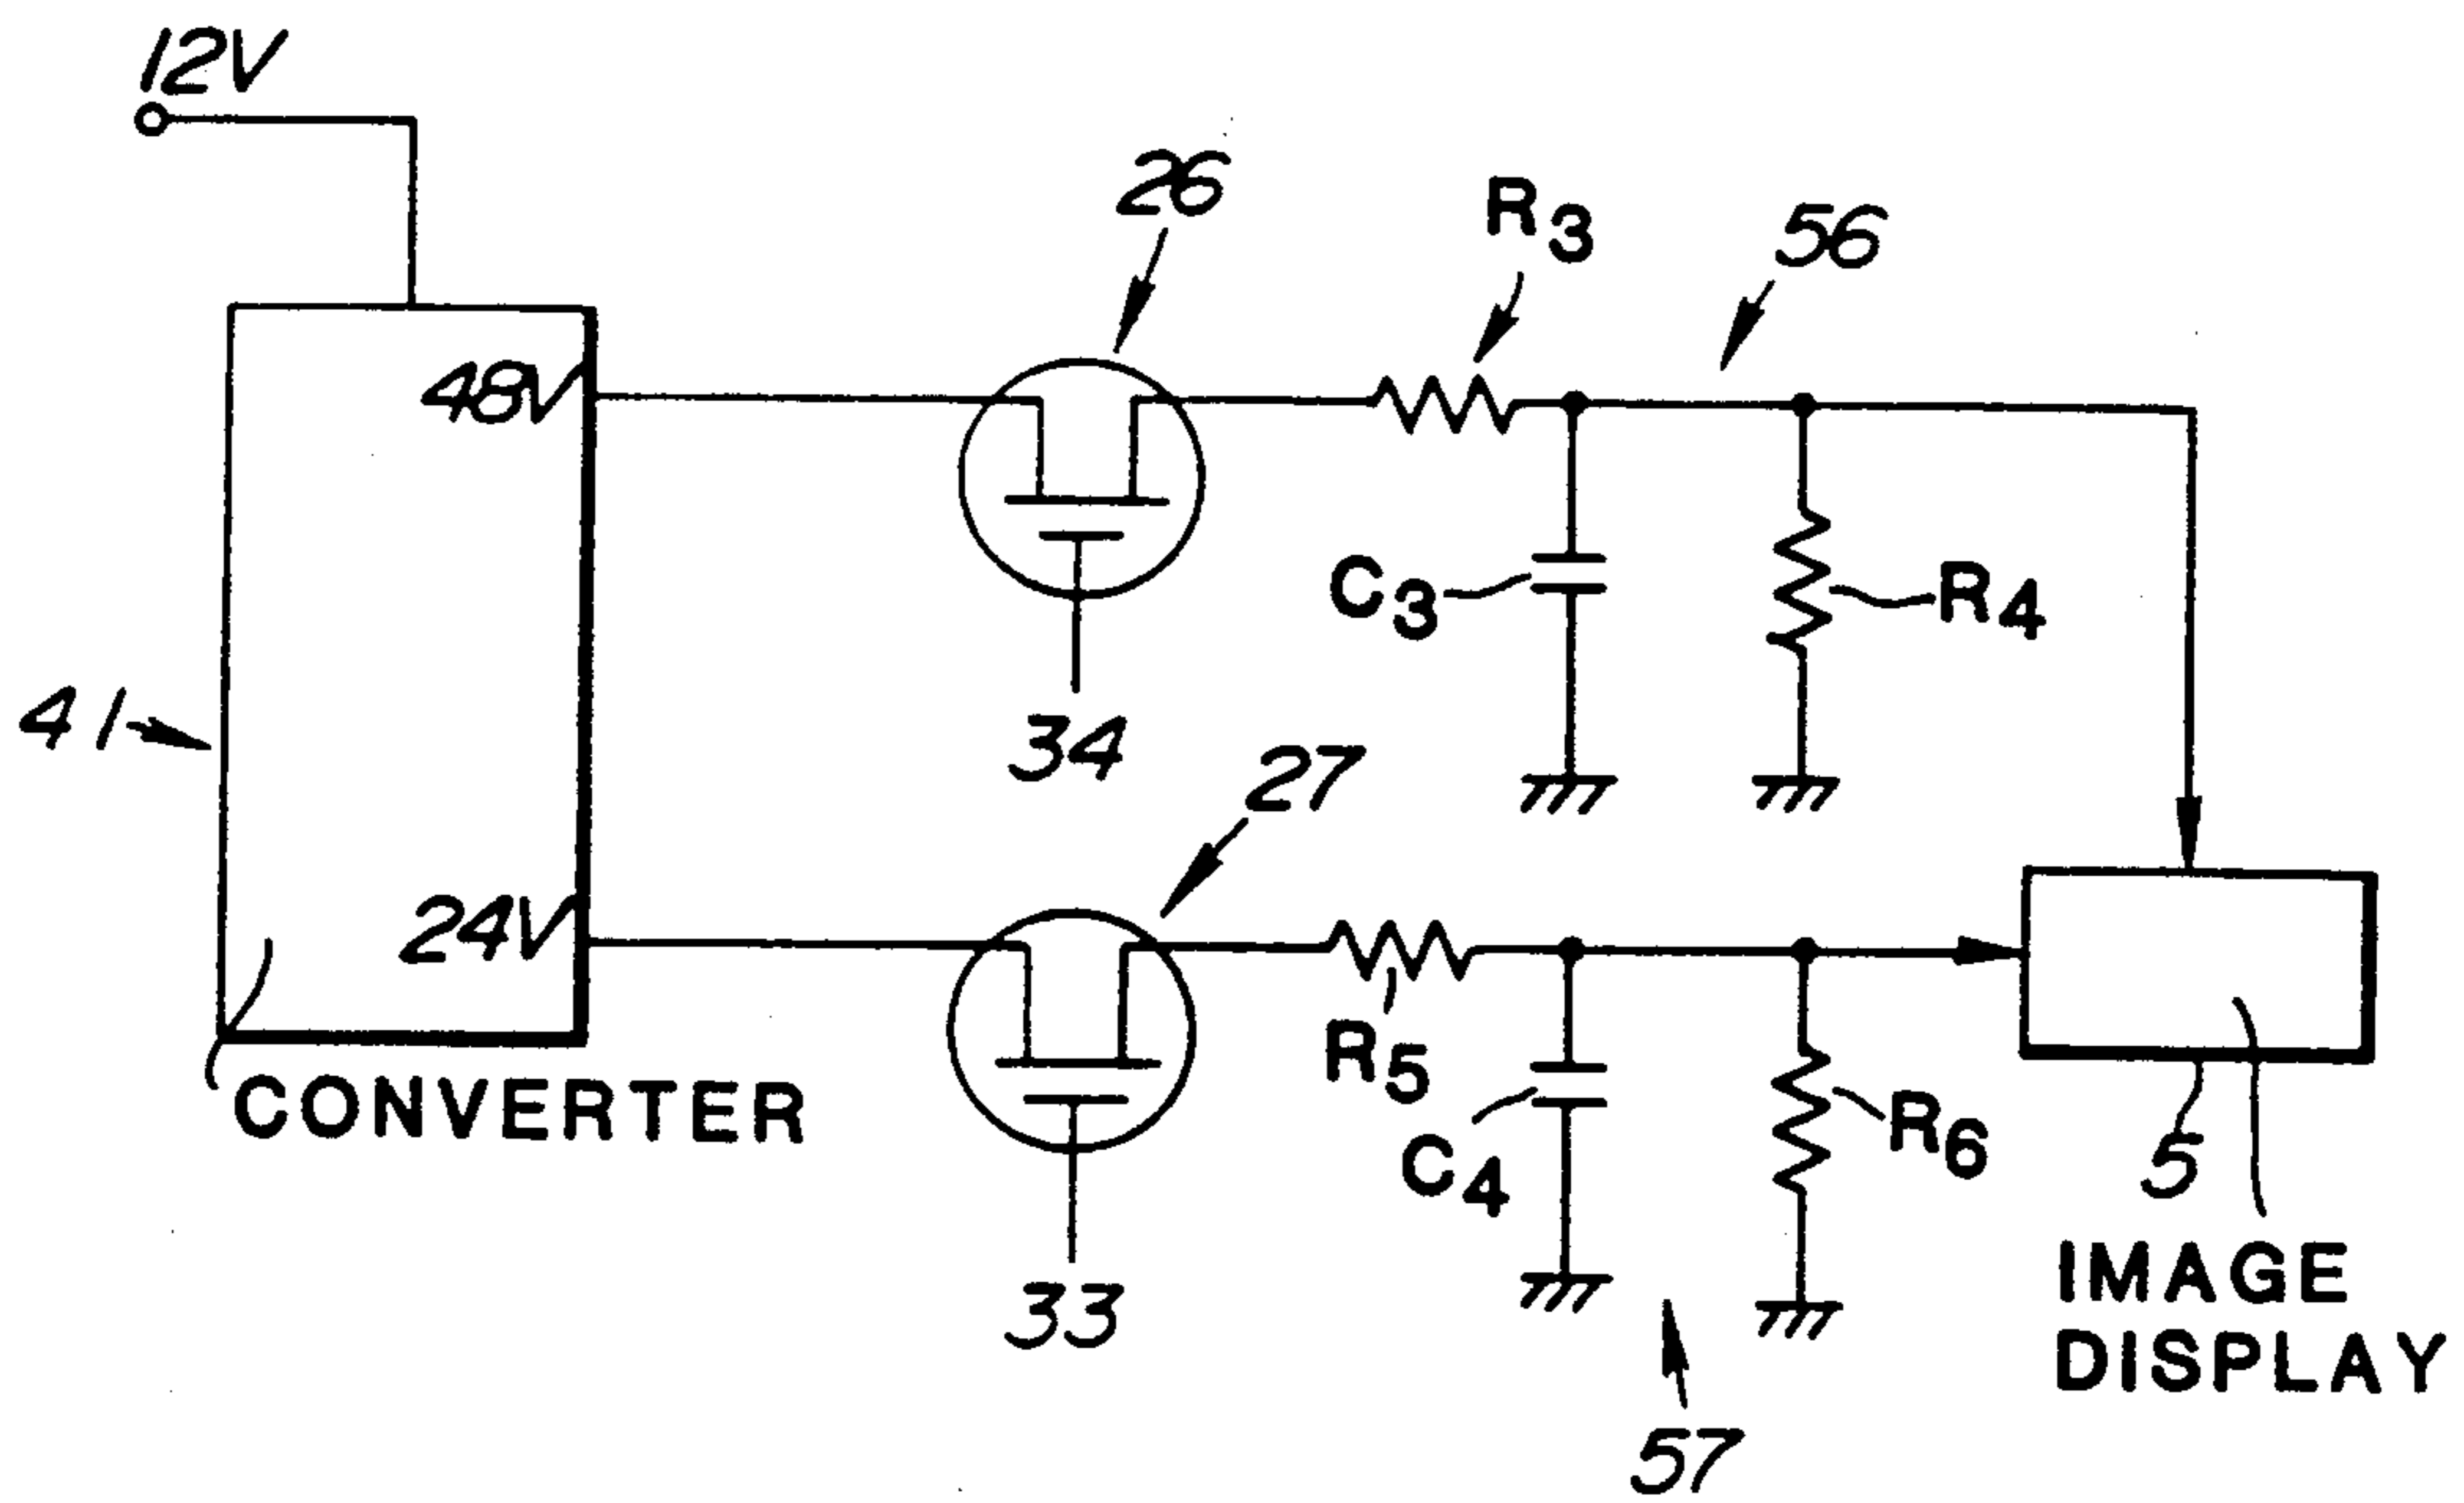 12V
26
R3
56
48V
C3
R4
41
34
27
24V
R5
CONVERTER
C4
R6
5
33
IMAGE
DISPLAY
57